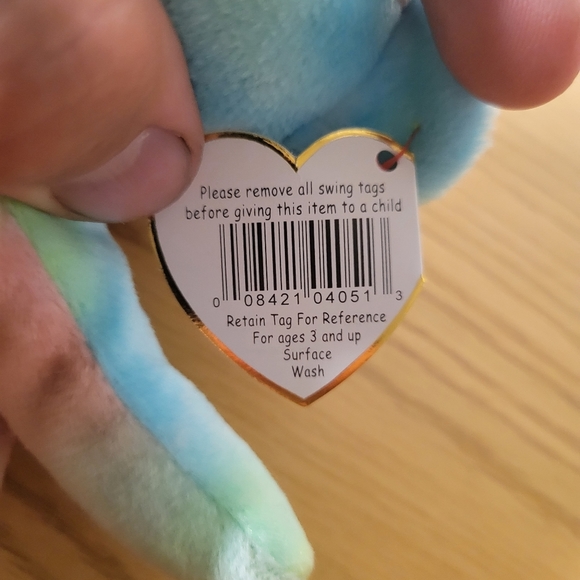 Please remove all swing tags
before giving this item to a child
0 08421 04051 3
Retain Tag For Reference
For ages 3 and up
Surface
Wash